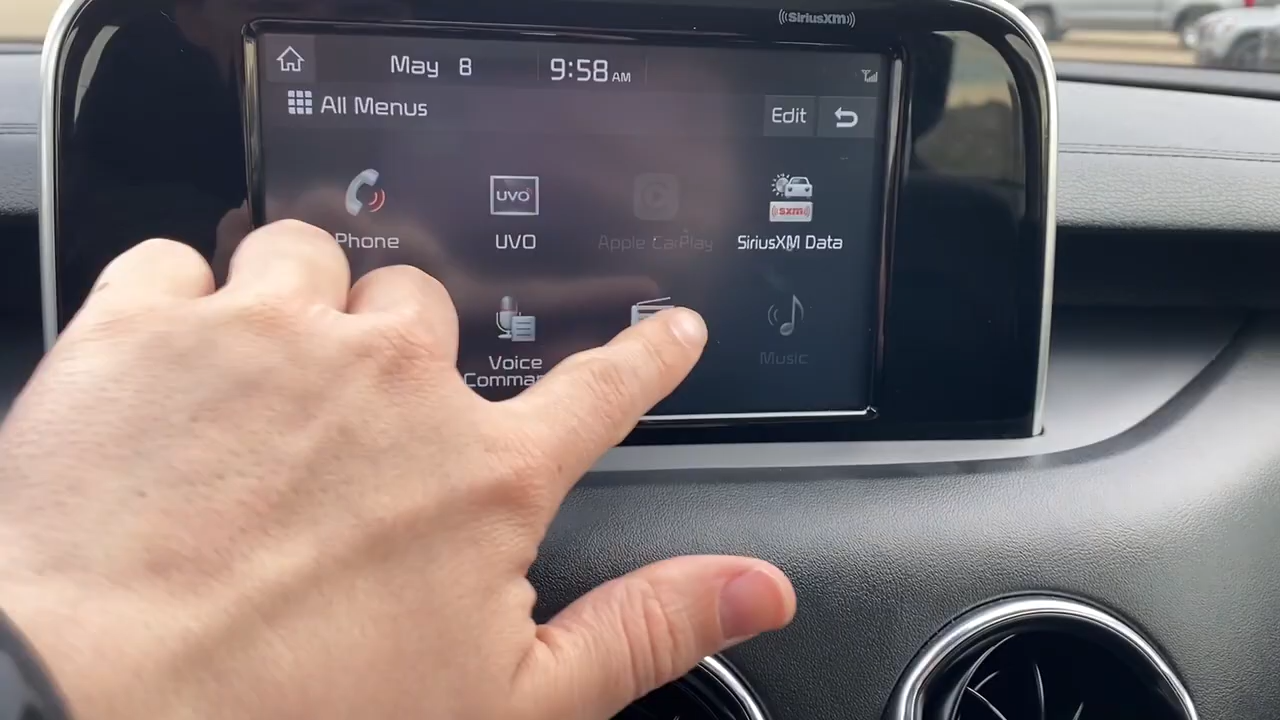 SiriusXM
May 8
9:58 AM
All Menus
Edit
UVO
sxm
Phone
UVO
Apple CarPlay
SiriusXM Data
Voice
Music